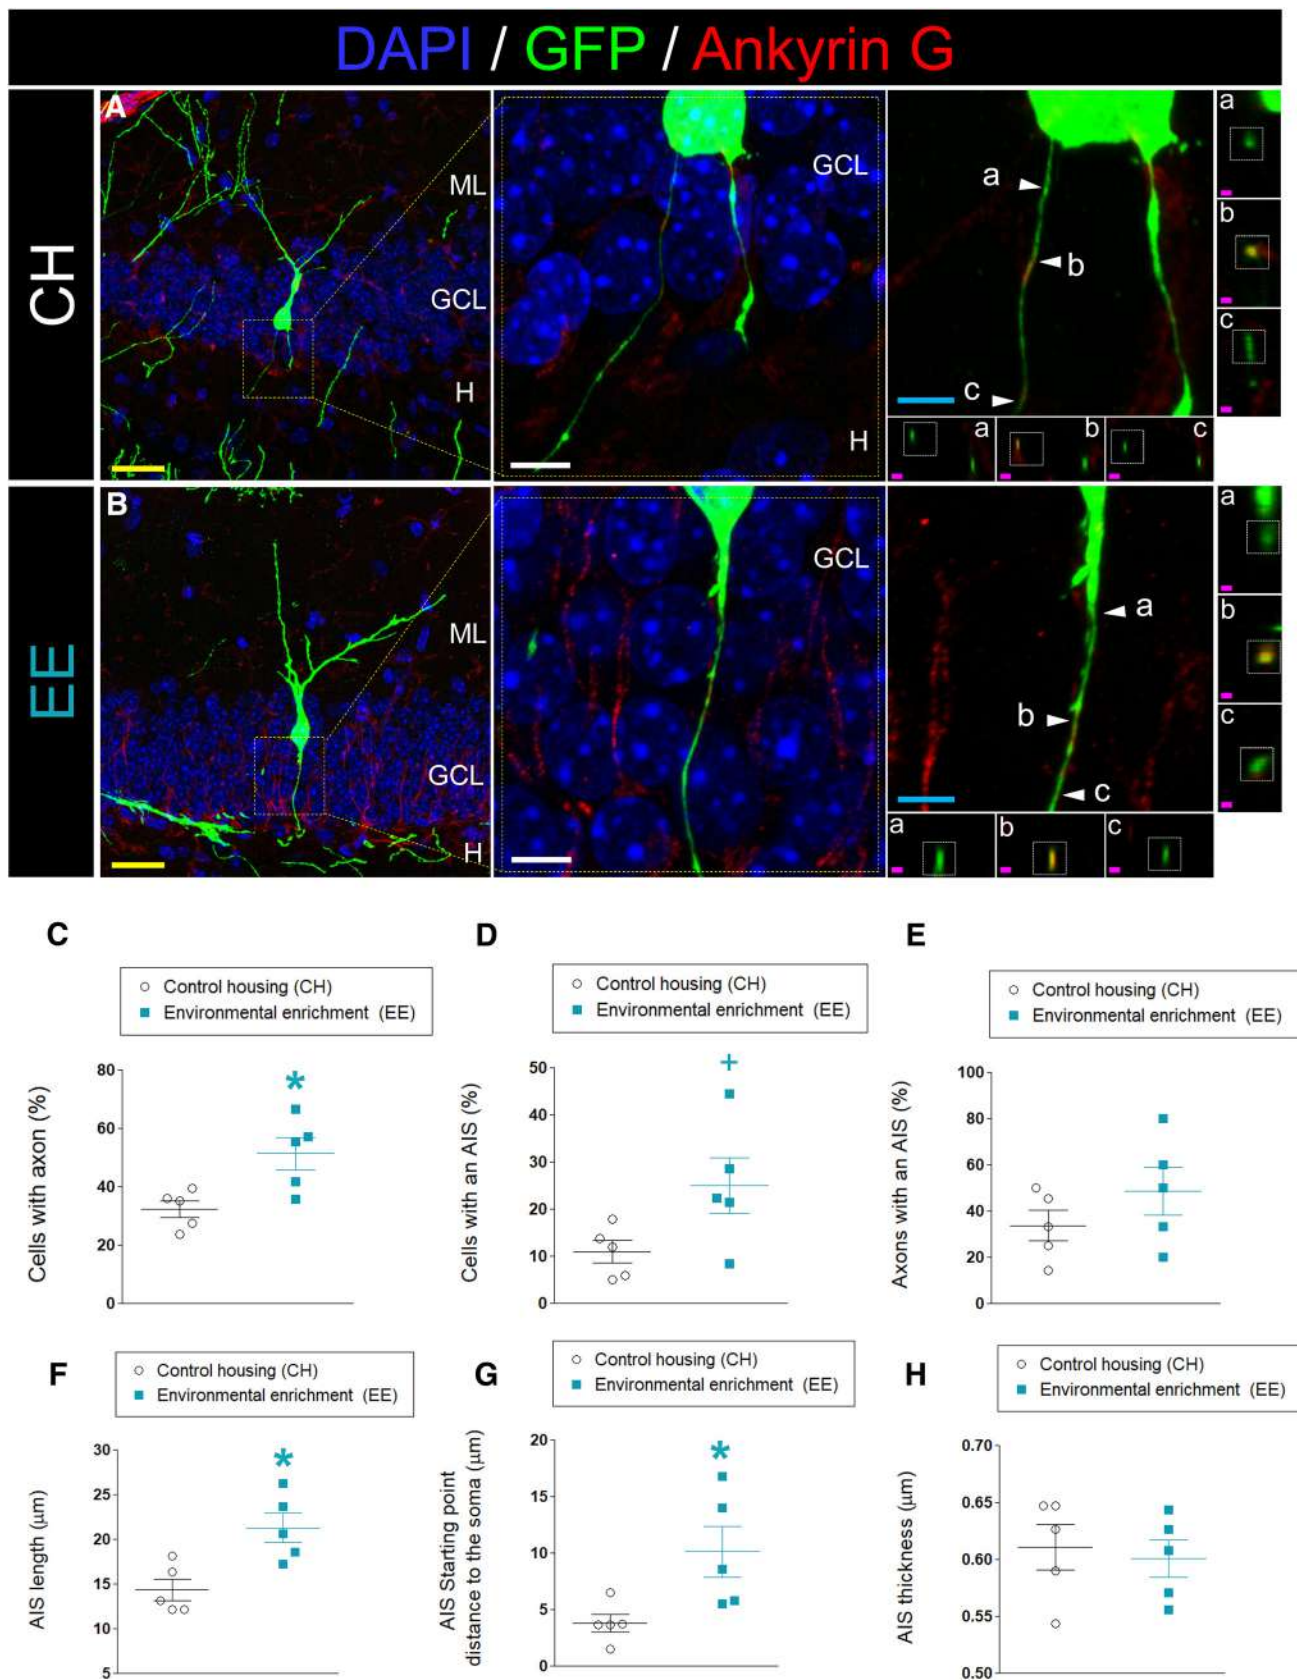 DAPI / GFP / Ankyrin G
CH
A
ML
GCL
H
GCL
H
a
b
c
a
b
c
a
b
c
EE
B
ML
GCL
H
GCL
a
b
c
a
b
c
a
b
c
C
Control housing (CH)
Environmental enrichment (EE)
Cells with axon (%)
80
60
40
20
0
*
D
Control housing (CH)
Environmental enrichment (EE)
Cells with an AIS (%)
50
40
30
20
10
0
+
E
Control housing (CH)
Environmental enrichment (EE)
Axons with an AIS (%)
100
80
60
40
20
0
F
Control housing (CH)
Environmental enrichment (EE)
AIS length (μm)
30
25
20
15
10
5
*
G
Control housing (CH)
Environmental enrichment (EE)
AIS Starting point
distance to the soma (μm)
20
15
10
5
0
*
H
Control housing (CH)
Environmental enrichment (EE)
AIS thickness (μm)
0.70
0.65
0.60
0.55
0.50